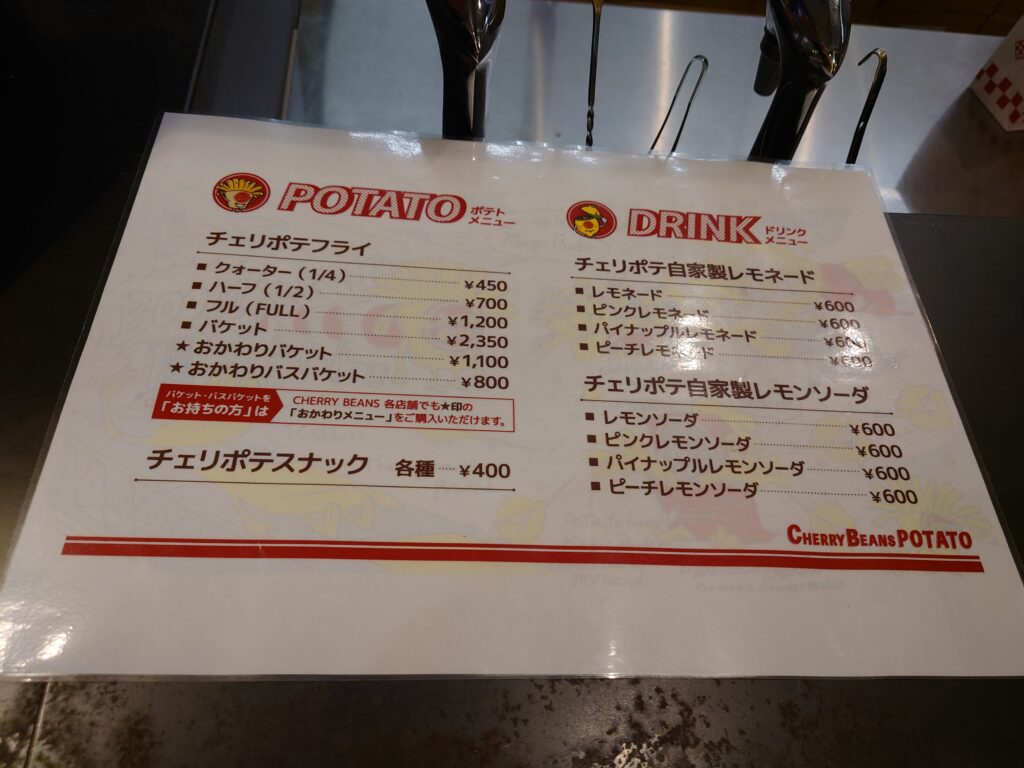 POTATO ポテト
メニュー
チェリポテフライ
■ クォーター（1/4） ¥450
■ ハーフ（1/2） ¥700
■ フル（FULL） ¥1,200
■ バケット ¥2,350
★ おかわりバケット ¥1,100
★ おかわりバスバケット ¥800
バケット・バスバケットを
「お持ちの方」は
CHERRY BEANS 各店舗でも★印の
「おかわりメニュー」をご購入いただけます。
チェリポテスナック 各種 ¥400
DRINK ドリンク
メニュー
チェリポテ自家製レモネード
■ レモネード ¥600
■ ピンクレモネード ¥600
■ パイナップルレモネード ¥600
■ ピーチレモネード ¥600
チェリポテ自家製レモンソーダ
■ レモンソーダ ¥600
■ ピンクレモンソーダ ¥600
■ パイナップルレモンソーダ ¥600
■ ピーチレモンソーダ ¥600
CHERRY BEANS POTATO